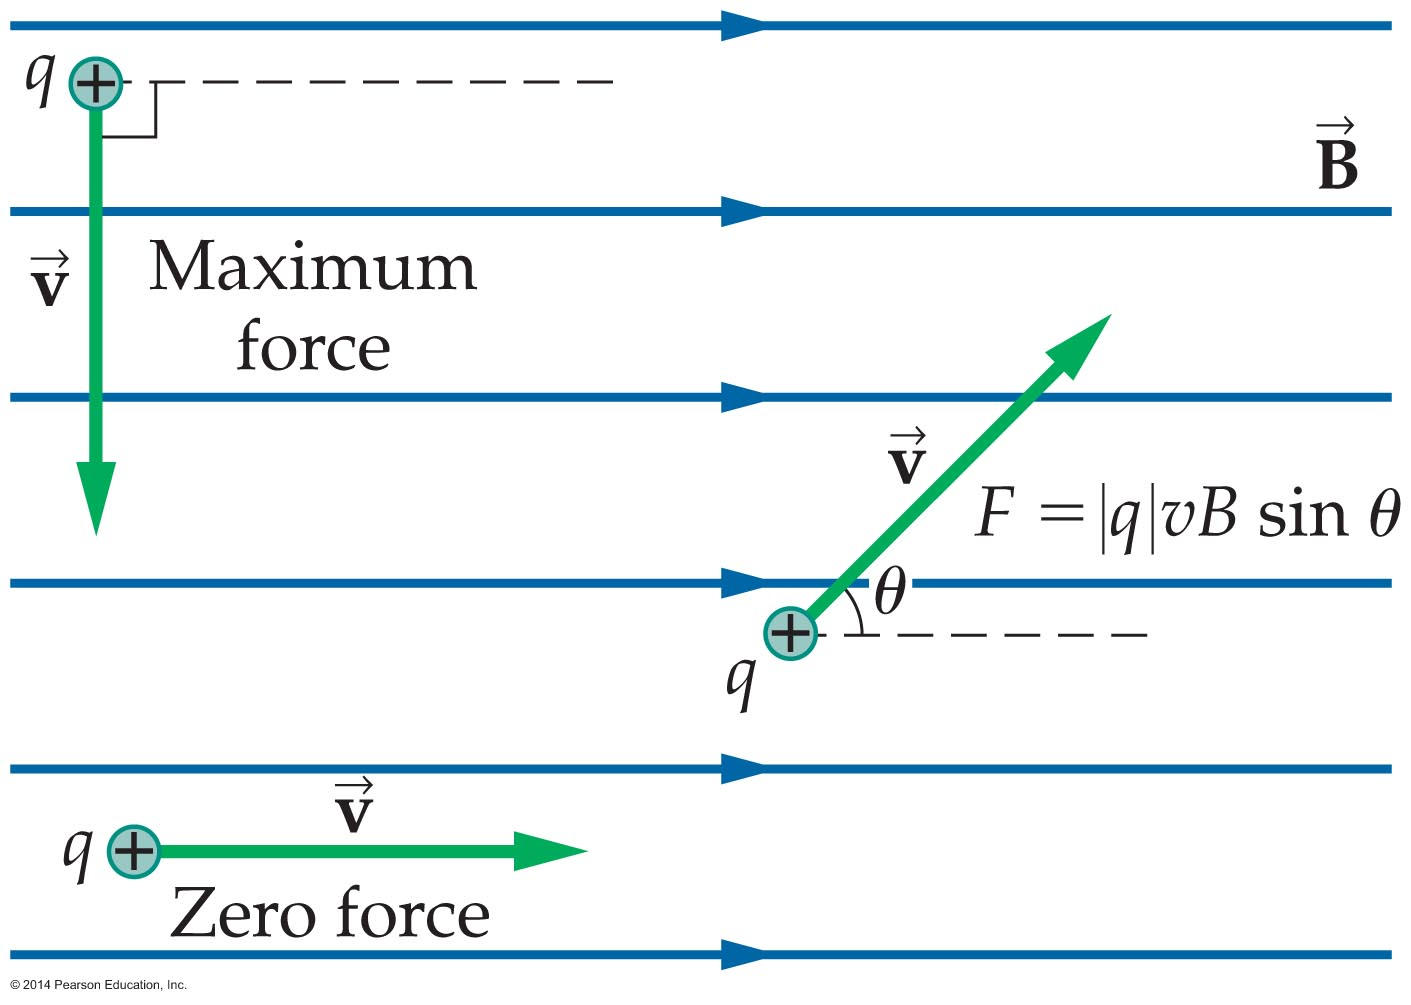 q
B⃗
v⃗
Maximum
force
v⃗
F = |q|vB sin θ
θ
q
v⃗
q
Zero force
© 2014 Pearson Education, Inc.